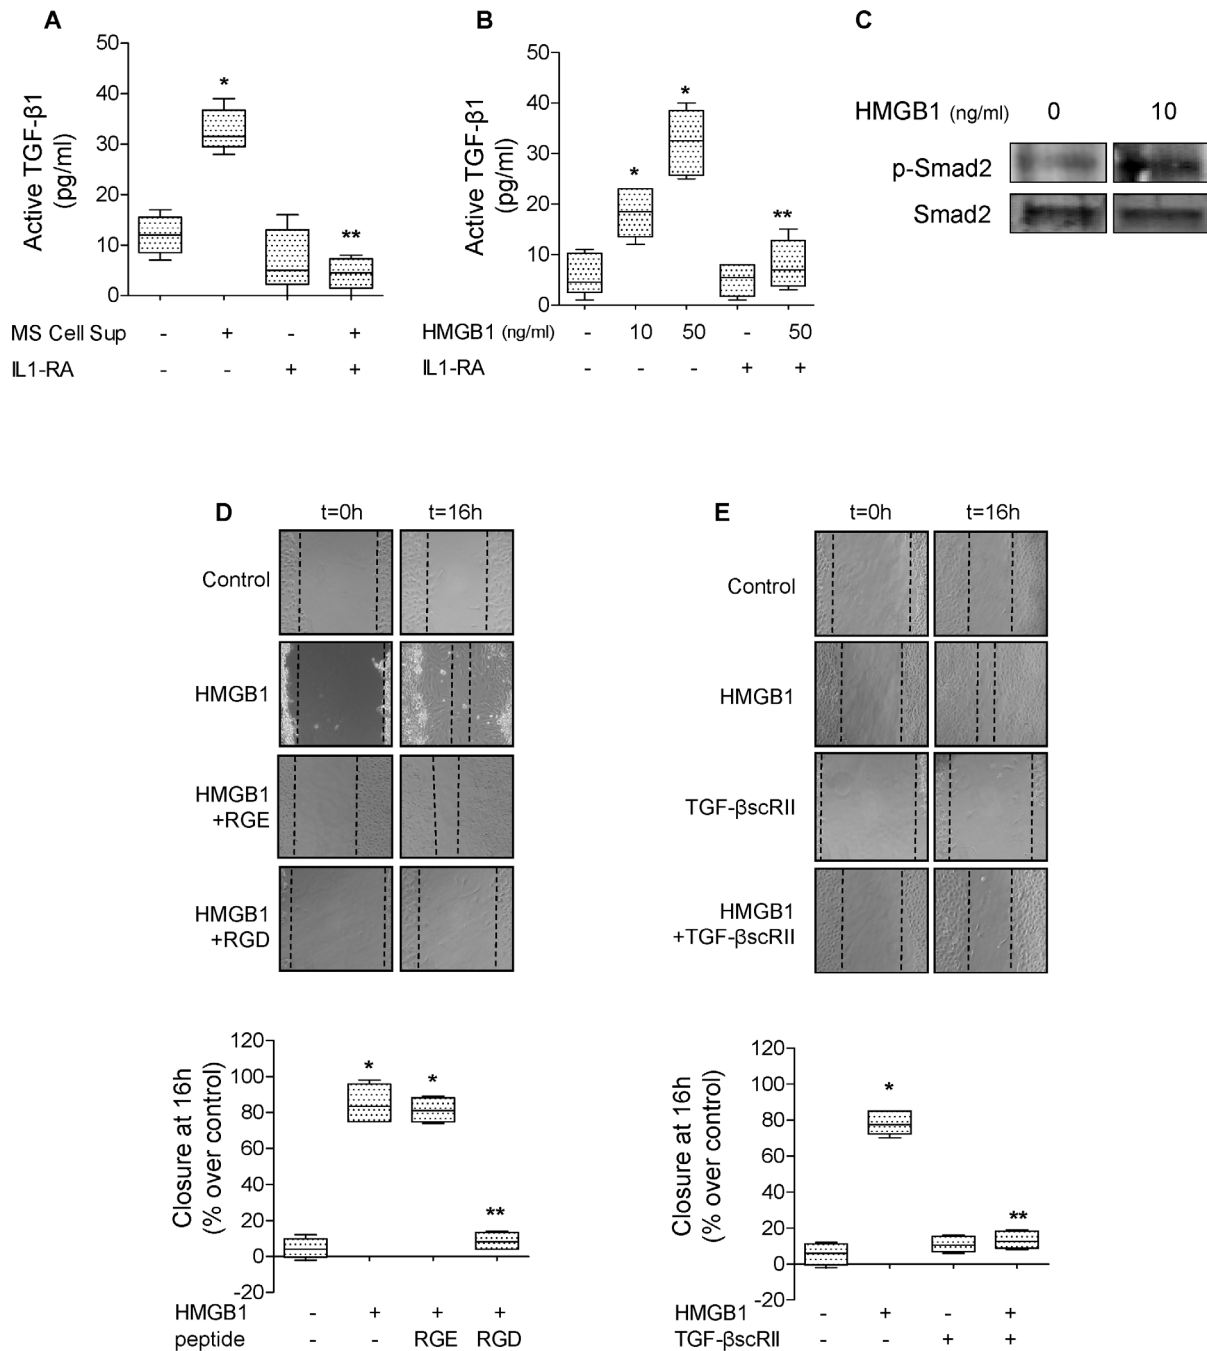 A
Active TGF-β1
(pg/ml)
50
40
30
20
10
0
*
**
MS Cell Sup - + - +
IL1-RA - - + +
B
Active TGF-β1
(pg/ml)
50
40
30
20
10
0
*
*
**
HMGB1 (ng/ml) - 10 50 - 50
IL1-RA - - - + +
C
HMGB1 (ng/ml) 0 10
p-Smad2
Smad2
D
t=0h t=16h
Control
HMGB1
HMGB1
+RGE
HMGB1
+RGD
Closure at 16h
(% over control)
120
100
80
60
40
20
0
-20
*
*
**
HMGB1 - + + +
peptide - - RGE RGD
E
t=0h t=16h
Control
HMGB1
TGF-βscRII
HMGB1
+TGF-βscRII
Closure at 16h
(% over control)
120
100
80
60
40
20
0
-20
*
**
HMGB1 - + - +
TGF-βscRII - - + +